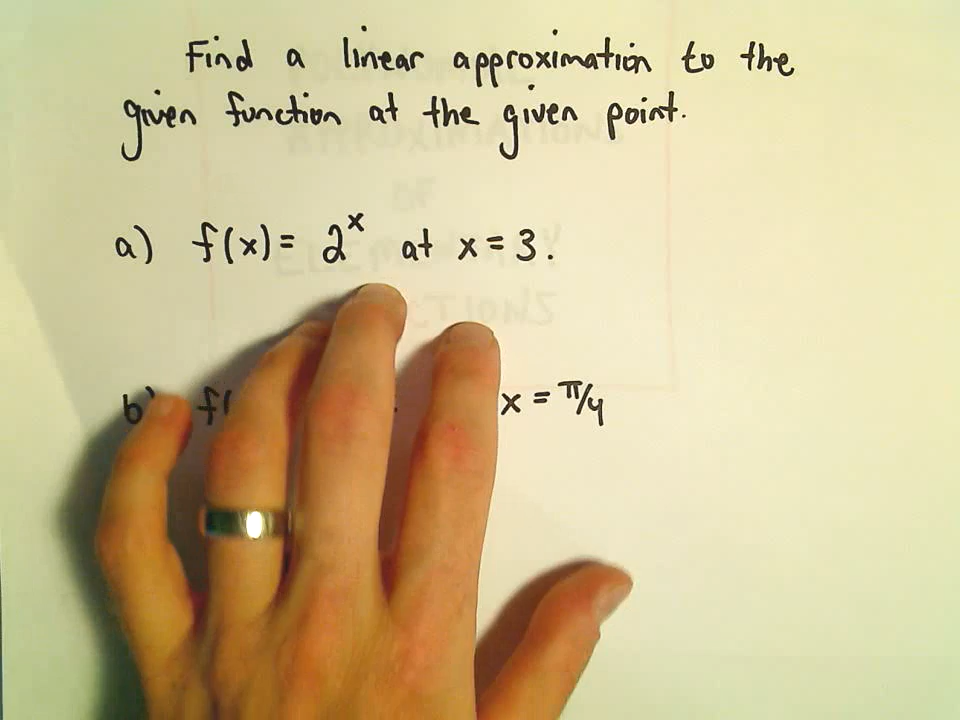 Find a linear approximation to the
given function at the given point.
a) f(x) = 2^x at x = 3.
b) f( x = π/4